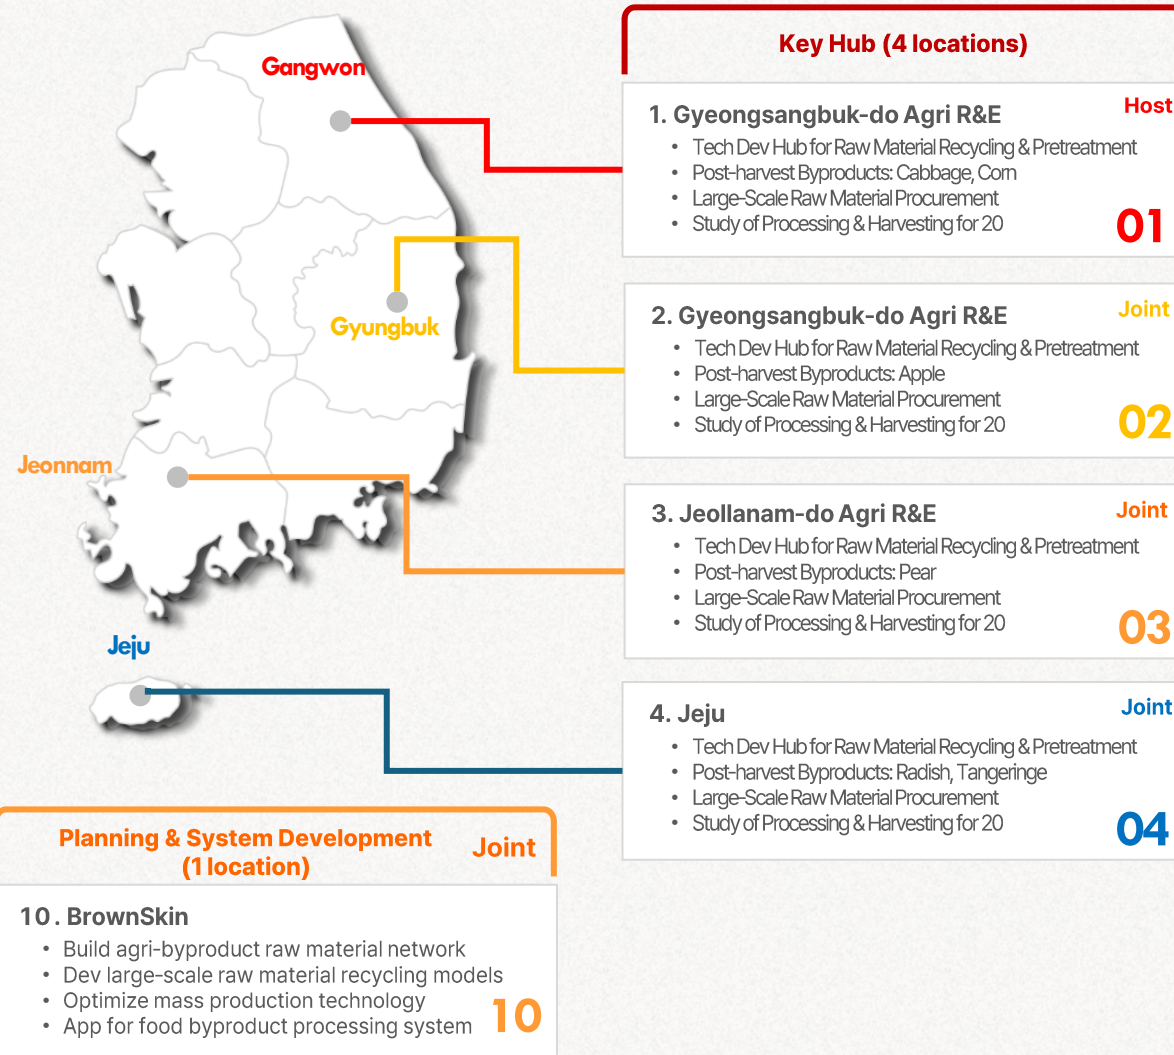 Gangwon
Gyungbuk
Jeonnam
Jeju
Key Hub (4 locations)
1. Gyeongsangbuk-do Agri R&E
Host
• Tech Dev Hub for Raw Material Recycling & Pretreatment
• Post-harvest Byproducts: Cabbage, Corn
• Large-Scale Raw Material Procurement
• Study of Processing & Harvesting for 20
01
2. Gyeongsangbuk-do Agri R&E
Joint
• Tech Dev Hub for Raw Material Recycling & Pretreatment
• Post-harvest Byproducts: Apple
• Large-Scale Raw Material Procurement
• Study of Processing & Harvesting for 20
02
3. Jeollanam-do Agri R&E
Joint
• Tech Dev Hub for Raw Material Recycling & Pretreatment
• Post-harvest Byproducts: Pear
• Large-Scale Raw Material Procurement
• Study of Processing & Harvesting for 20
03
4. Jeju
Joint
• Tech Dev Hub for Raw Material Recycling & Pretreatment
• Post-harvest Byproducts: Radish, Tangeringe
• Large-Scale Raw Material Procurement
• Study of Processing & Harvesting for 20
04
Planning & System Development
(1 location)
Joint
10. BrownSkin
• Build agri-byproduct raw material network
• Dev large-scale raw material recycling models
• Optimize mass production technology
• App for food byproduct processing system
10